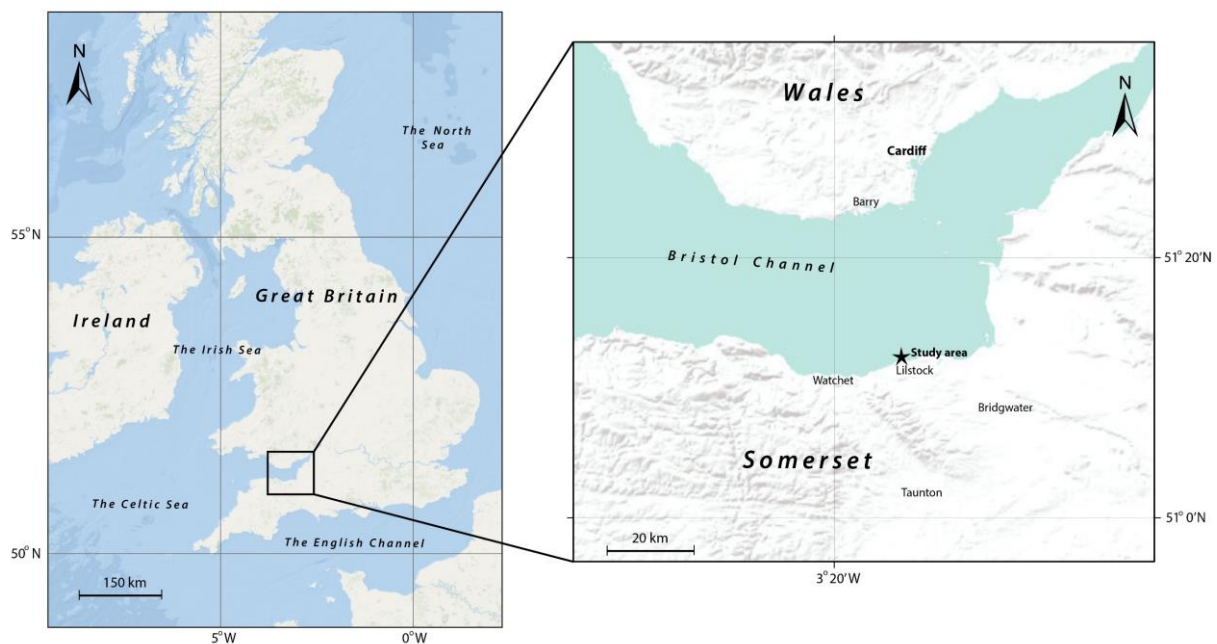 N
The North
Sea
55°N
Great Britain
Ireland
The Irish Sea
The Celtic Sea
The English Channel
50°N
150 km
5°W
0°W
Wales
N
Cardiff
Barry
Bristol Channel
51°20'N
Study area
Lilstock
Watchet
Bridgwater
Somerset
Taunton
51°0'N
20 km
3°20'W